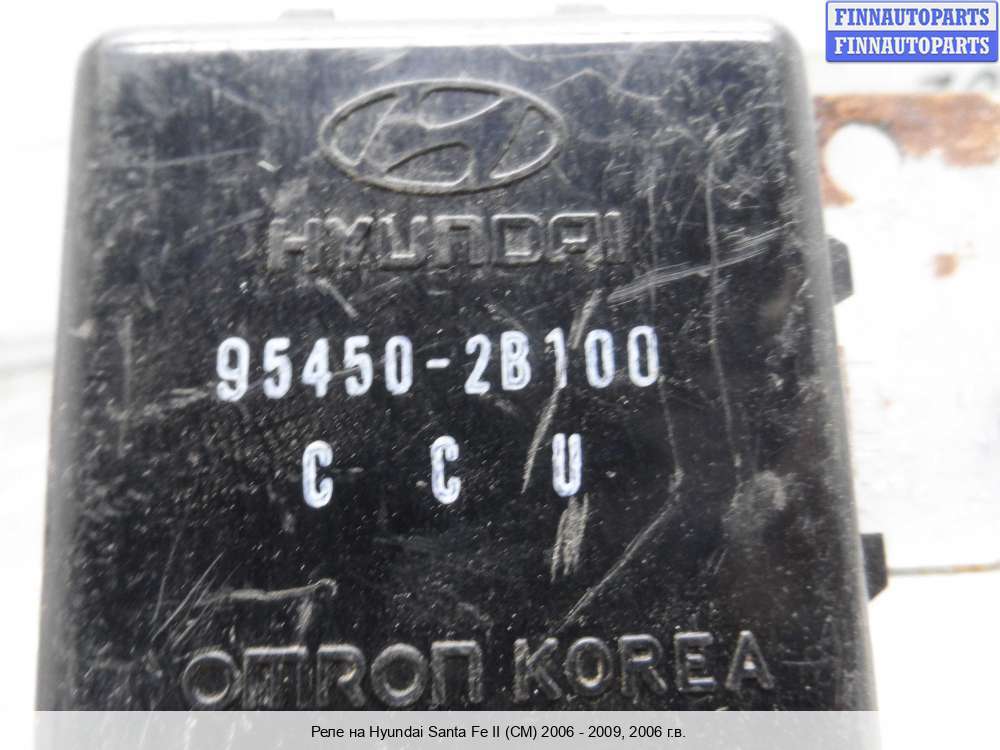 FINNAUTOPARTS
FINNAUTOPARTS
HYUNDAI
95450-2B100
C C U
OMRON KOREA
Реле на Hyundai Santa Fe II (CM) 2006 - 2009, 2006 г.в.